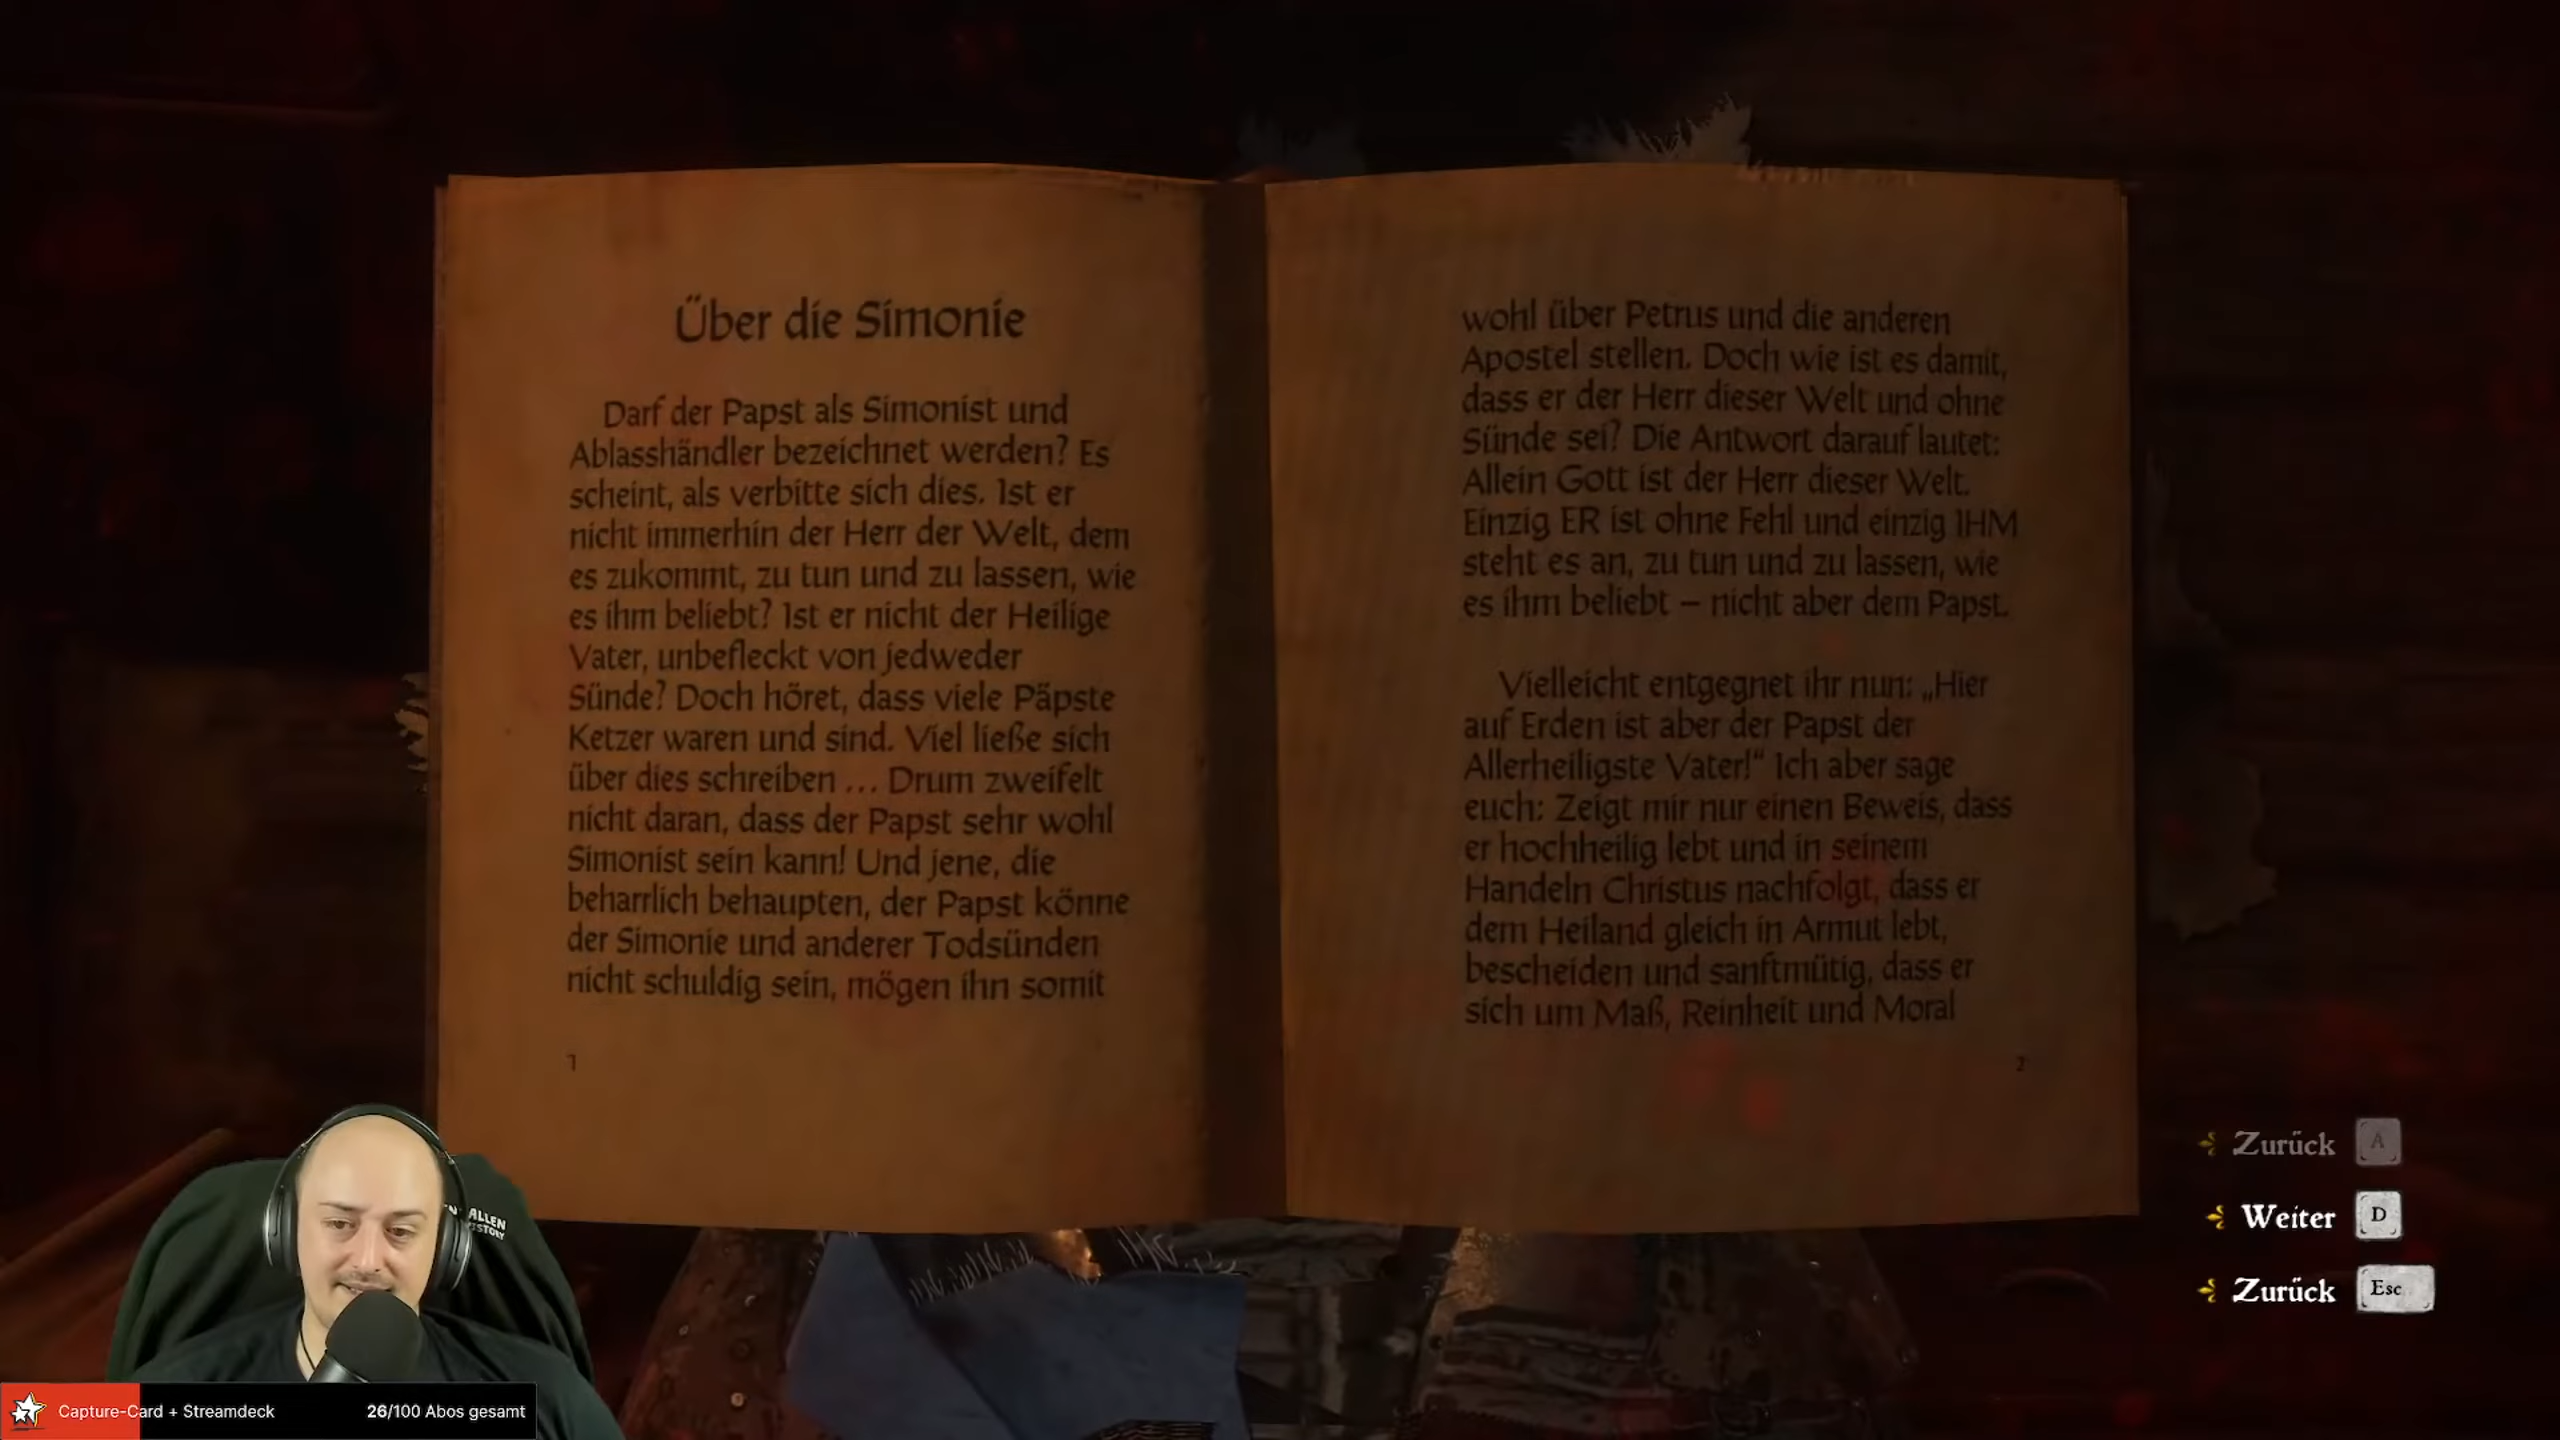 Über die Simonie
Darf der Papst als Simonist und
Ablasshändler bezeichnet werden? Es
scheint, als verbitte sich dies. Ist er
nicht immerhin der Herr der Welt, dem
es zukommt, zu tun und zu lassen, wie
es ihm beliebt? Ist er nicht der Heilige
Vater, unbefleckt von jedweder
Sünde? Doch höret, dass viele Päpste
Ketzer waren und sind. Viel ließe sich
über dies schreiben ... Drum zweifelt
nicht daran, dass der Papst sehr wohl
Simonist sein kann! Und jene, die
beharrlich behaupten, der Papst könne
der Simonie und anderer Todsünden
nicht schuldig sein, mögen ihn somit
1
wohl über Petrus und die anderen
Apostel stellen. Doch wie ist es damit,
dass er der Herr dieser Welt und ohne
Sünde sei? Die Antwort darauf lautet:
Allein Gott ist der Herr dieser Welt.
Einzig ER ist ohne Fehl und einzig IHM
steht es an, zu tun und zu lassen, wie
es ihm beliebt – nicht aber dem Papst.
Vielleicht entgegnet ihr nun: „Hier
auf Erden ist aber der Papst der
Allerheiligste Vater!“ Ich aber sage
euch: Zeigt mir nur einen Beweis, dass
er hochheilig lebt und in seinem
Handeln Christus nachfolgt, dass er
dem Heiland gleich in Armut lebt,
bescheiden und sanftmütig, dass er
sich um Maß, Reinheit und Moral
2
Zurück A
Weiter D
Zurück Esc
ALLEN
STORY
Capture-Card + Streamdeck 26/100 Abos gesamt